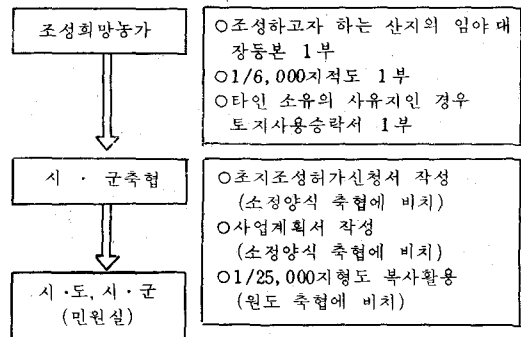 조성희망농가
○조성하고자 하는 산지의 임야대
장등본 1부
○1/6,000지적도 1부
○타인 소유의 사유지인 경우
토지사용승락서 1부
시 · 군축협
○초지조성허가신청서 작성
(소정양식 축협에 비치)
○사업계획서 작성
(소정양식 축협에 비치)
○1/25,000지형도 복사활용
(원도 축협에 비치)
시 ·도, 시 · 군
(민원실)